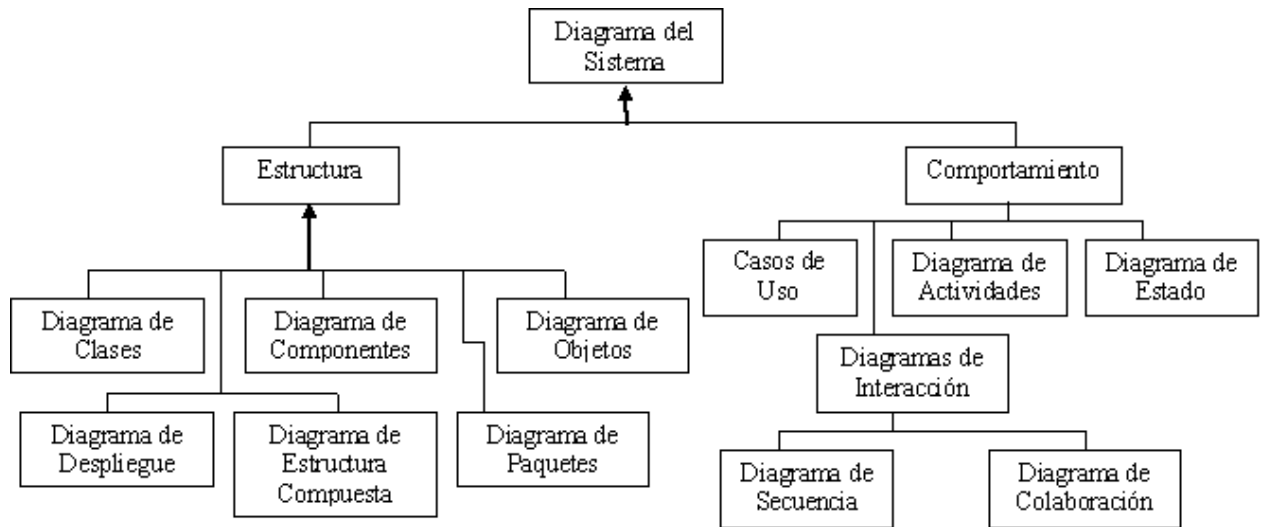 Diagrama del
Sistema
Estructura
Comportamiento
Casos de
Uso
Diagrama de
Actividades
Diagrama de
Estado
Diagrama de
Clases
Diagrama de
Componentes
Diagrama de
Objetos
Diagramas de
Interacción
Diagrama de
Despliegue
Diagrama de
Estructura
Compuesta
Diagrama de
Paquetes
Diagrama de
Secuencia
Diagrama de
Colaboración